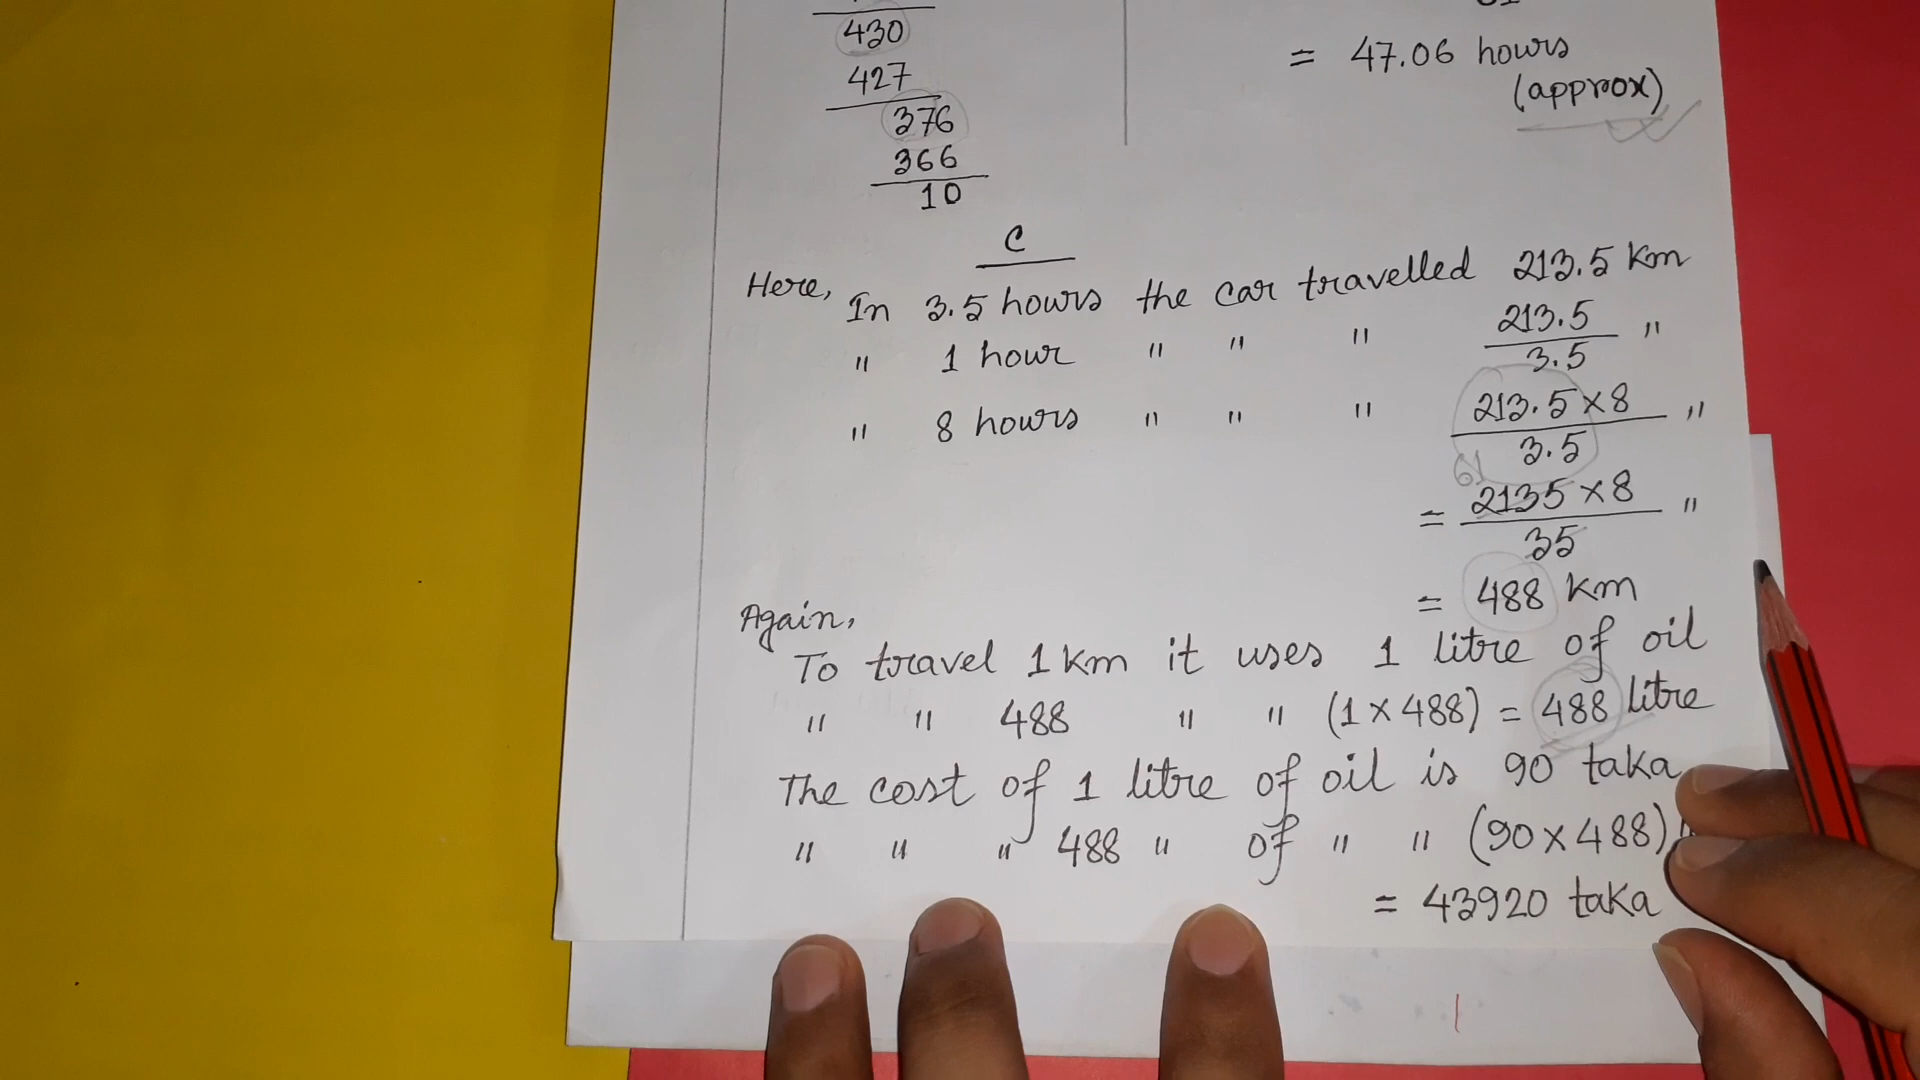 430
427
376
366
10
= 47.06 hours
(approx)
C
Here, In 3.5 hours the car travelled 213.5 km
" 1 hour " " " 213.5 "
3.5
" 8 hours " " " 213.5 × 8 "
3.5
61
= 2135 × 8 "
35
= 488 km
Again,
To travel 1 km it uses 1 litre of oil
" " 488 " " (1 × 488) = 488 litre
The cost of 1 litre of oil is 90 taka
" " " 488 " of " " (90 × 488)
= 43920 taka